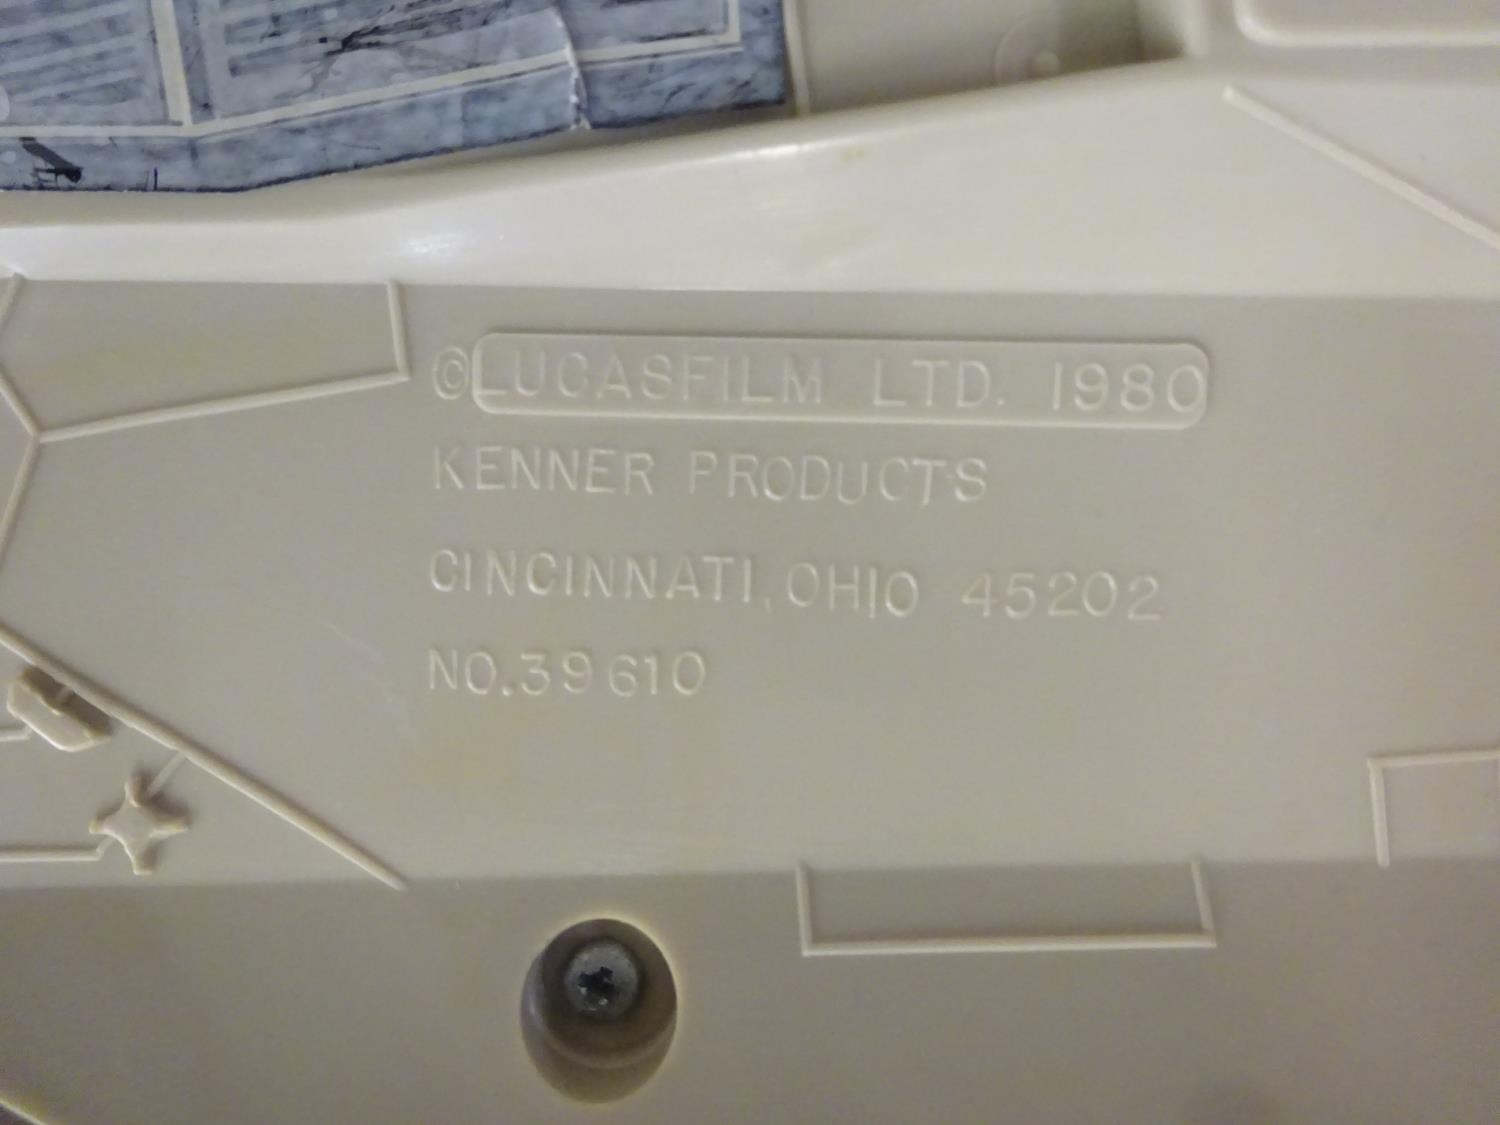 ©LUCASFILM LTD. 1980
KENNER PRODUCTS
CINCINNATI, OHIO 45202
NO.39610